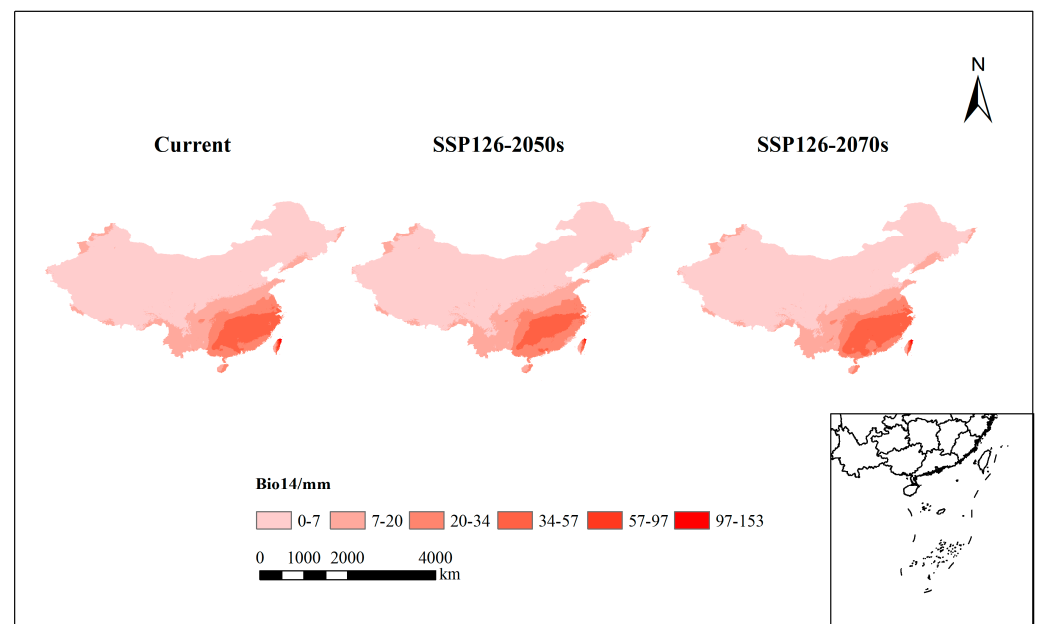 N
Current SSP126-2050s SSP126-2070s
Bio14/mm
0-7 7-20 20-34 34-57 57-97 97-153
0 1000 2000 4000
km